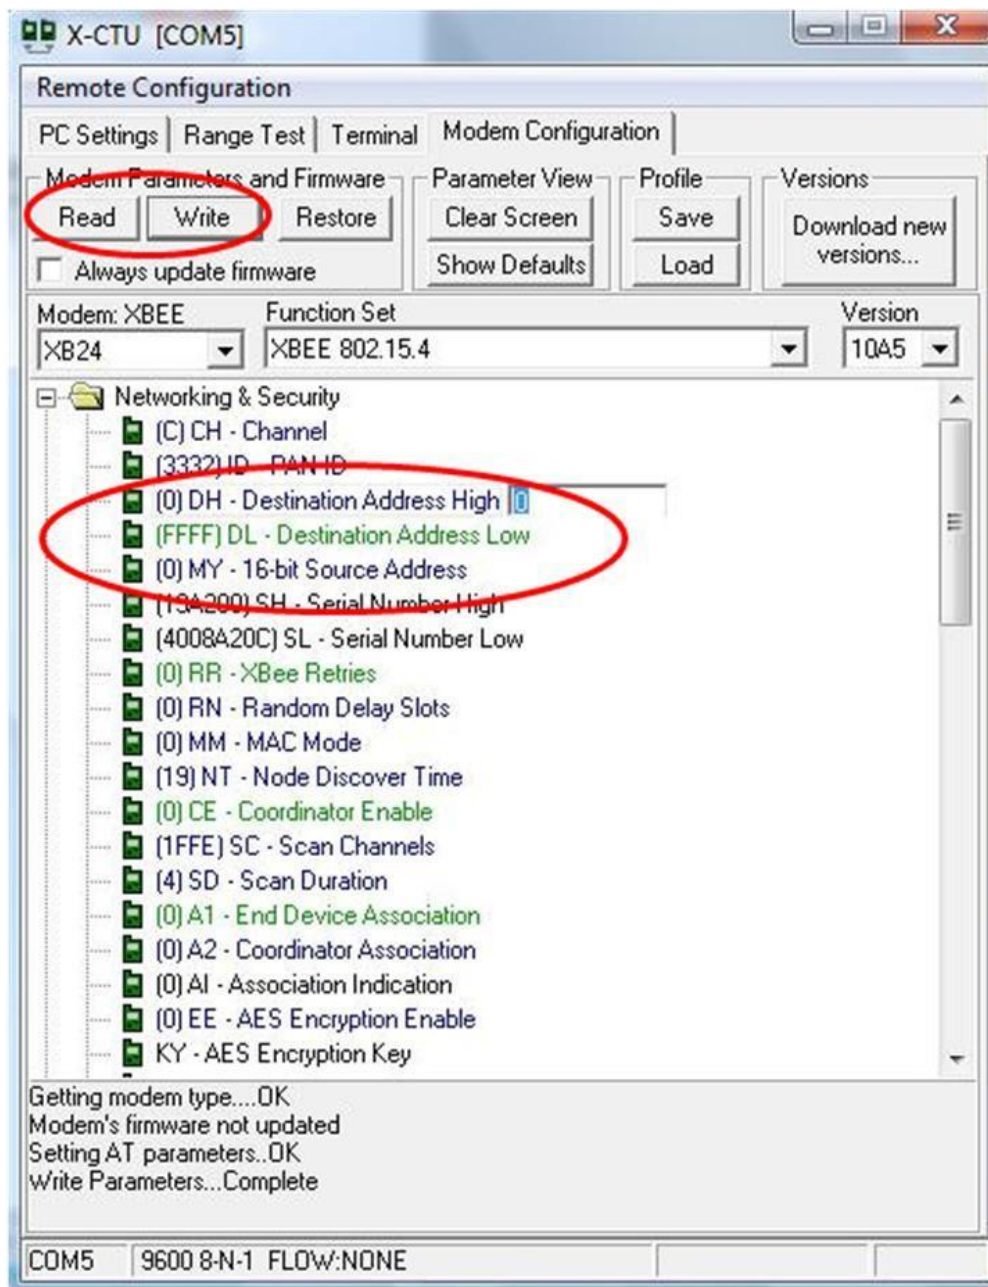 X-CTU [COM5]
Remote Configuration
PC Settings Range Test Terminal Modem Configuration
Modem Parameters and Firmware Parameter View Profile Versions
Read Write Restore Clear Screen Save Download new versions...
Always update firmware Show Defaults Load
Modem: XBEE Function Set Version
XB24 XBEE 802.15.4 10A5
Networking & Security
(C) CH - Channel
(3332) ID - PAN ID
(0) DH - Destination Address High 0
(FFFF) DL - Destination Address Low
(0) MY - 16-bit Source Address
(13A200) SH - Serial Number High
(4008A20C) SL - Serial Number Low
(0) RR - XBee Retries
(0) RN - Random Delay Slots
(0) MM - MAC Mode
(19) NT - Node Discover Time
(0) CE - Coordinator Enable
(1FFE) SC - Scan Channels
(4) SD - Scan Duration
(0) A1 - End Device Association
(0) A2 - Coordinator Association
(0) AI - Association Indication
(0) EE - AES Encryption Enable
KY - AES Encryption Key
Getting modem type....OK
Modem's firmware not updated
Setting AT parameters..OK
Write Parameters...Complete
COM5 9600 8-N-1 FLOW:NONE